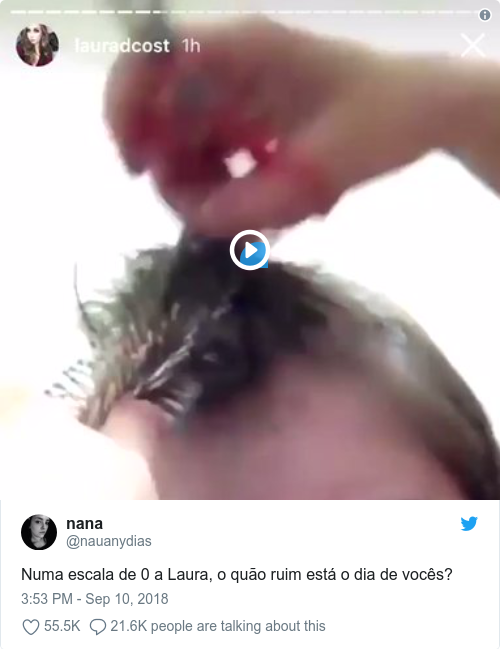 lauradcost 1h
nana
@nauanydias
Numa escala de 0 a Laura, o quão ruim está o dia de vocês?
3:53 PM - Sep 10, 2018
55.5K 21.6K people are talking about this